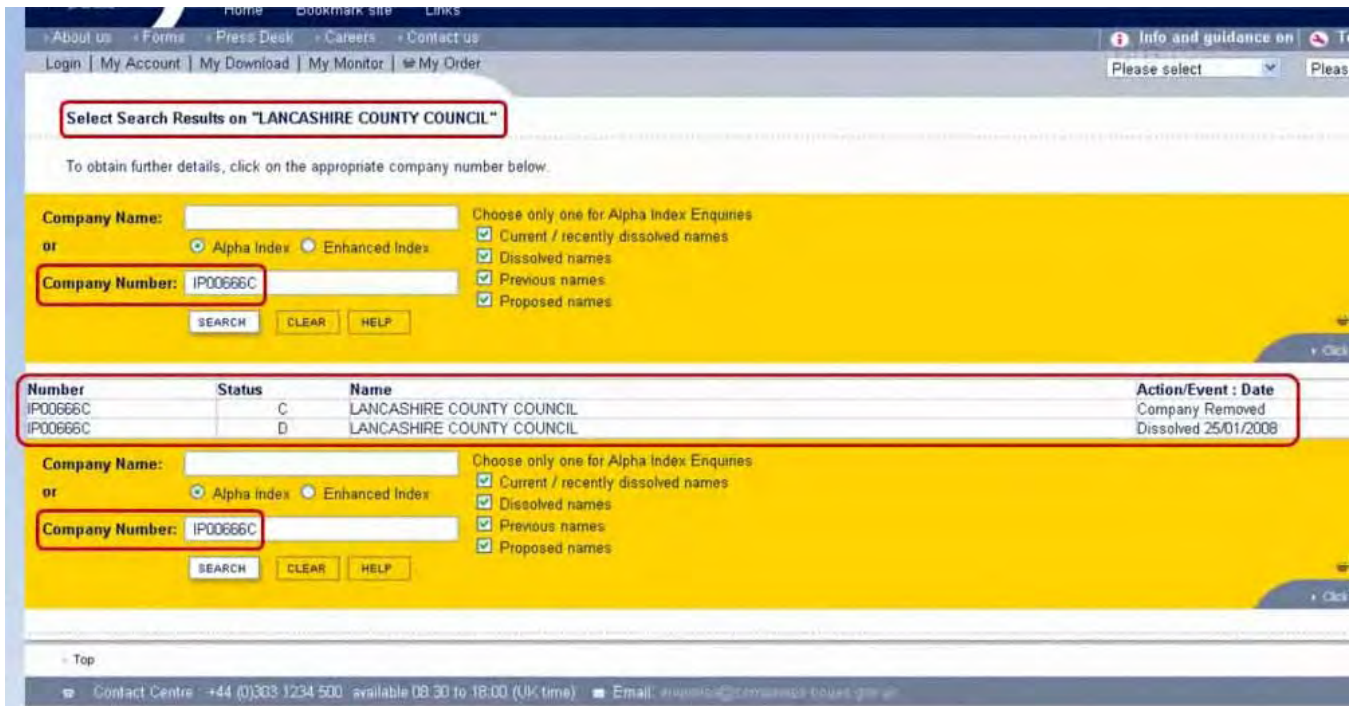 Home Bookmark site Links
About us Forms Press Desk Careers Contact us Info and guidance on
Login | My Account | My Download | My Monitor | My Order Please select
Select Search Results on "LANCASHIRE COUNTY COUNCIL"
To obtain further details, click on the appropriate company number below.
Company Name: Choose only one for Alpha Index Enquiries
or Alpha Index Enhanced Index Current / recently dissolved names
Dissolved names
Company Number: IP00666C Previous names
Proposed names
SEARCH CLEAR HELP
Click
Number Status Name Action/Event : Date
IP00666C C LANCASHIRE COUNTY COUNCIL Company Removed
IP00666C D LANCASHIRE COUNTY COUNCIL Dissolved 25/01/2008
Company Name: Choose only one for Alpha Index Enquiries
or Alpha Index Enhanced Index Current / recently dissolved names
Dissolved names
Company Number: IP00666C Previous names
Proposed names
SEARCH CLEAR HELP
Click
Top
Contact Centre : +44 (0)303 1234 500 available 08:30 to 18:00 (UK time) Email: